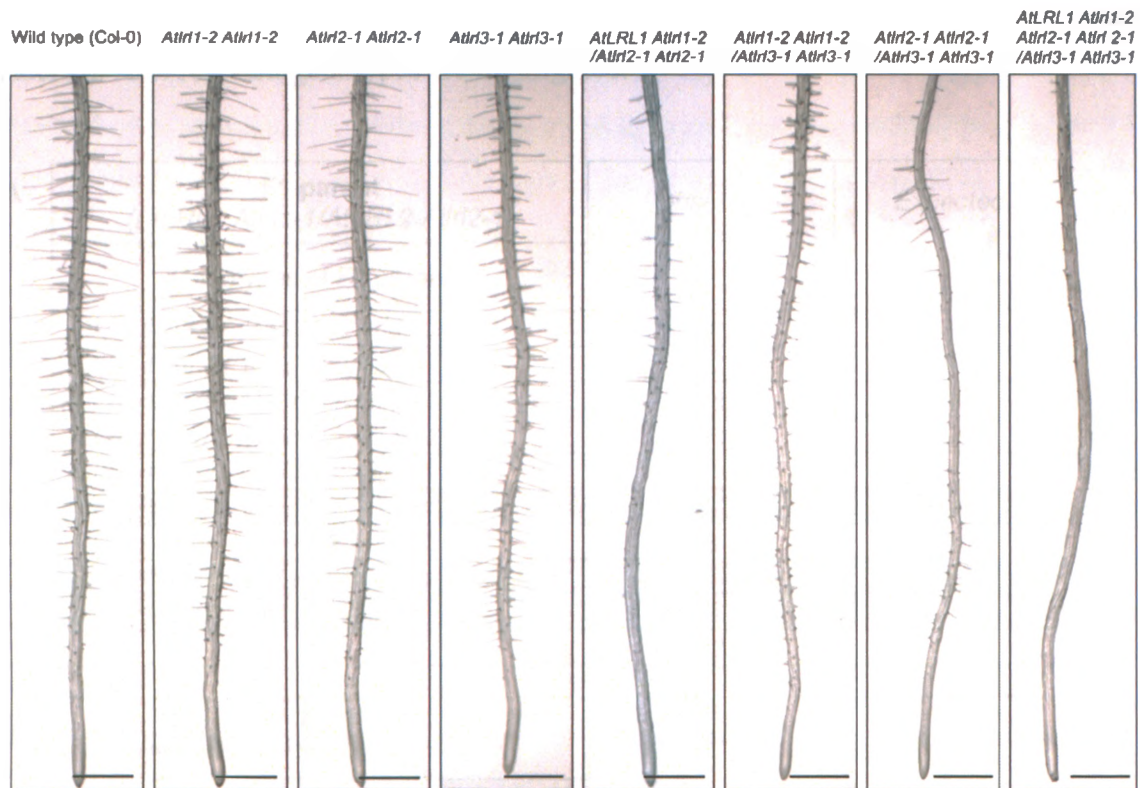 Wild type (Col-0)
Atlrl1-2 Atlrl1-2
Atlrl2-1 Atlrl2-1
Atlrl3-1 Atlrl3-1
AtLRL1 Atlrl1-2
/Atlrl2-1 Atrl2-1
Atlrl1-2 Atlrl1-2
/Atlrl3-1 Atlrl3-1
Atlrl2-1 Atlrl2-1
/Atlrl3-1 Atlrl3-1
AtLRL1 Atlrl1-2
Atlrl2-1 Atlrl 2-1
/Atlrl3-1 Atlrl3-1